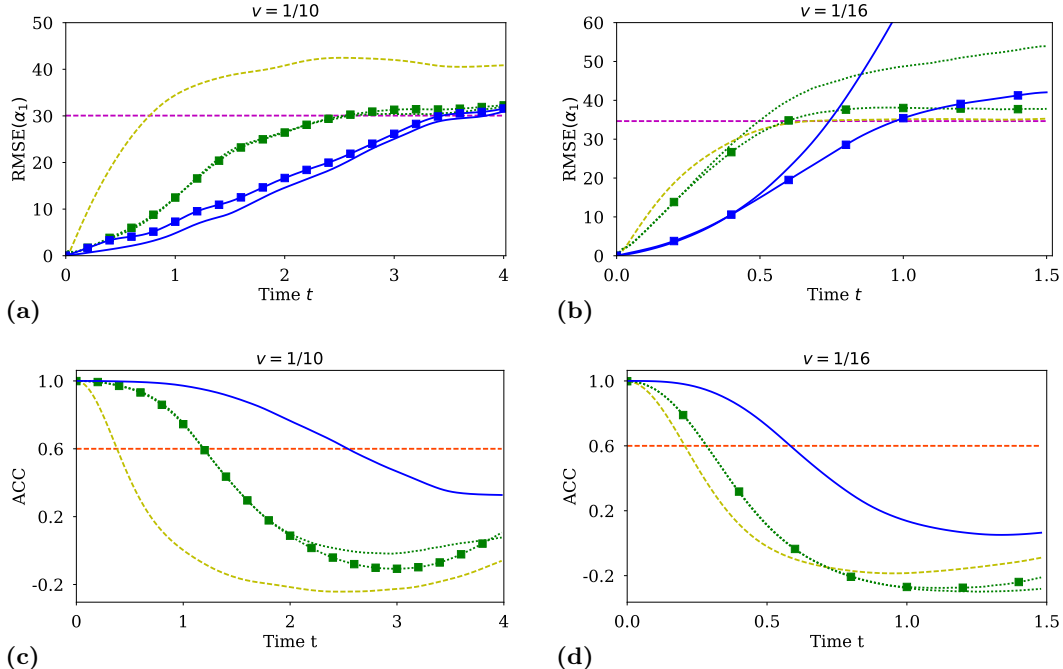 v = 1/10
RMSE(α₁)
50
40
30
20
10
0
0 1 2 3 4
Time t
(a)
v = 1/16
RMSE(α₁)
60
50
40
30
20
10
0
0.0 0.5 1.0 1.5
Time t
(b)
v = 1/10
ACC
1.0
0.6
0.2
-0.2
0 1 2 3 4
Time t
(c)
v = 1/16
ACC
1.0
0.6
0.2
-0.2
0.0 0.5 1.0 1.5
Time t
(d)